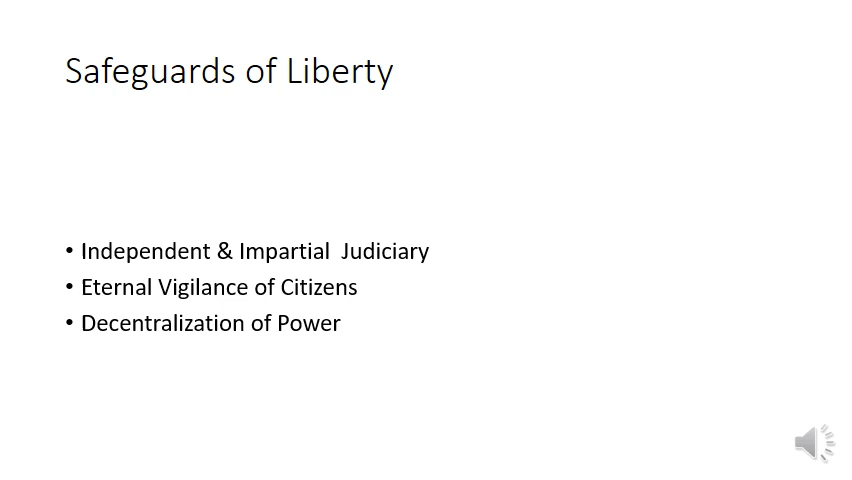 Safeguards of Liberty
• Independent & Impartial  Judiciary
• Eternal Vigilance of Citizens
• Decentralization of Power